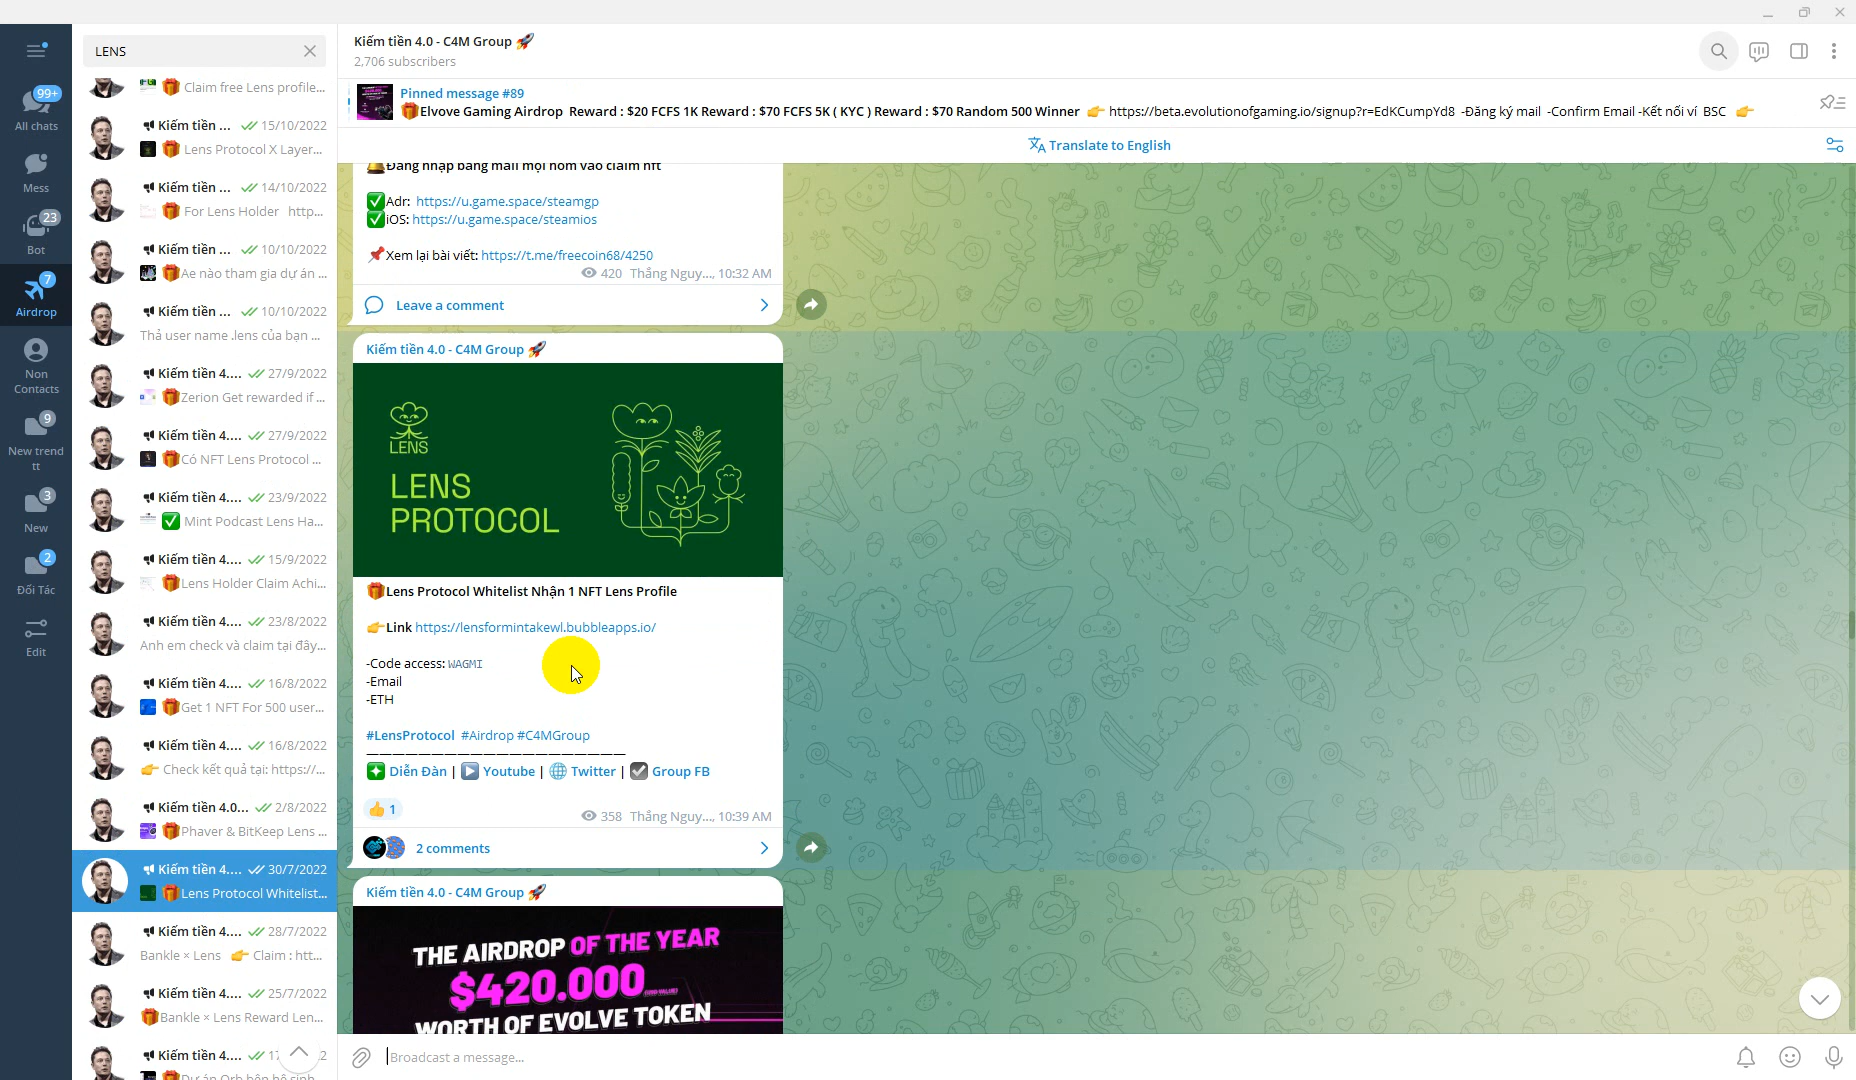 LENS
99+
All chats
Mess
23
Bot
7
Airdrop
Non
Contacts
9
New trend
tt
3
New
2
Đối Tác
Edit
Claim free Lens profile...
Kiếm tiền ... 15/10/2022
Lens Protocol X Layer...
Kiếm tiền ... 14/10/2022
For Lens Holder http...
Kiếm tiền ... 10/10/2022
Ae nào tham gia dự án ...
Kiếm tiền ... 10/10/2022
Thả user name .lens của bạn ...
Kiếm tiền 4.... 27/9/2022
Zerion Get rewarded if ...
Kiếm tiền 4.... 27/9/2022
Có NFT Lens Protocol ...
Kiếm tiền 4.... 23/9/2022
Mint Podcast Lens Ha...
Kiếm tiền 4.... 15/9/2022
Lens Holder Claim Achi...
Kiếm tiền 4.... 23/8/2022
Anh em check và claim tại đây...
Kiếm tiền 4.... 16/8/2022
Get 1 NFT For 500 user...
Kiếm tiền 4.... 16/8/2022
👉 Check kết quả tại: https://...
Kiếm tiền 4.0... 2/8/2022
Phaver & BitKeep Lens ...
Kiếm tiền 4.... 30/7/2022
Lens Protocol Whitelist...
Kiếm tiền 4.... 28/7/2022
Bankle × Lens 👉 Claim : htt...
Kiếm tiền 4.... 25/7/2022
Bankle × Lens Reward Len...
Kiếm tiền 4....
Kiếm tiền 4.0 - C4M Group 🚀
2,706 subscribers
Pinned message #89
🎁Elvove Gaming Airdrop Reward : $20 FCFS 1K Reward : $70 FCFS 5K ( KYC ) Reward : $70 Random 500 Winner 👉 https://beta.evolutionofgaming.io/signup?r=EdKCumpYd8 -Đăng ký mail -Confirm Email -Kết nối ví BSC 👉
Translate to English
Đăng nhập bằng mail mọi hôm vào claim nft
✅Adr: https://u.game.space/steamgp
✅iOS: https://u.game.space/steamios
📌Xem lại bài viết: https://t.me/freecoin68/4250
420 Thắng Nguy..., 10:32 AM
Leave a comment
Kiếm tiền 4.0 - C4M Group 🚀
LENS
LENS
PROTOCOL
🎁Lens Protocol Whitelist Nhận 1 NFT Lens Profile
👉Link https://lensformintakewl.bubbleapps.io/
-Code access: WAGMI
-Email
-ETH
#LensProtocol #Airdrop #C4MGroup
Diễn Đàn | Youtube | Twitter | Group FB
👍 1
358 Thắng Nguy..., 10:39 AM
2 comments
Kiếm tiền 4.0 - C4M Group 🚀
THE AIRDROP OF THE YEAR
$420.000
WORTH OF EVOLVE TOKEN
Broadcast a message...